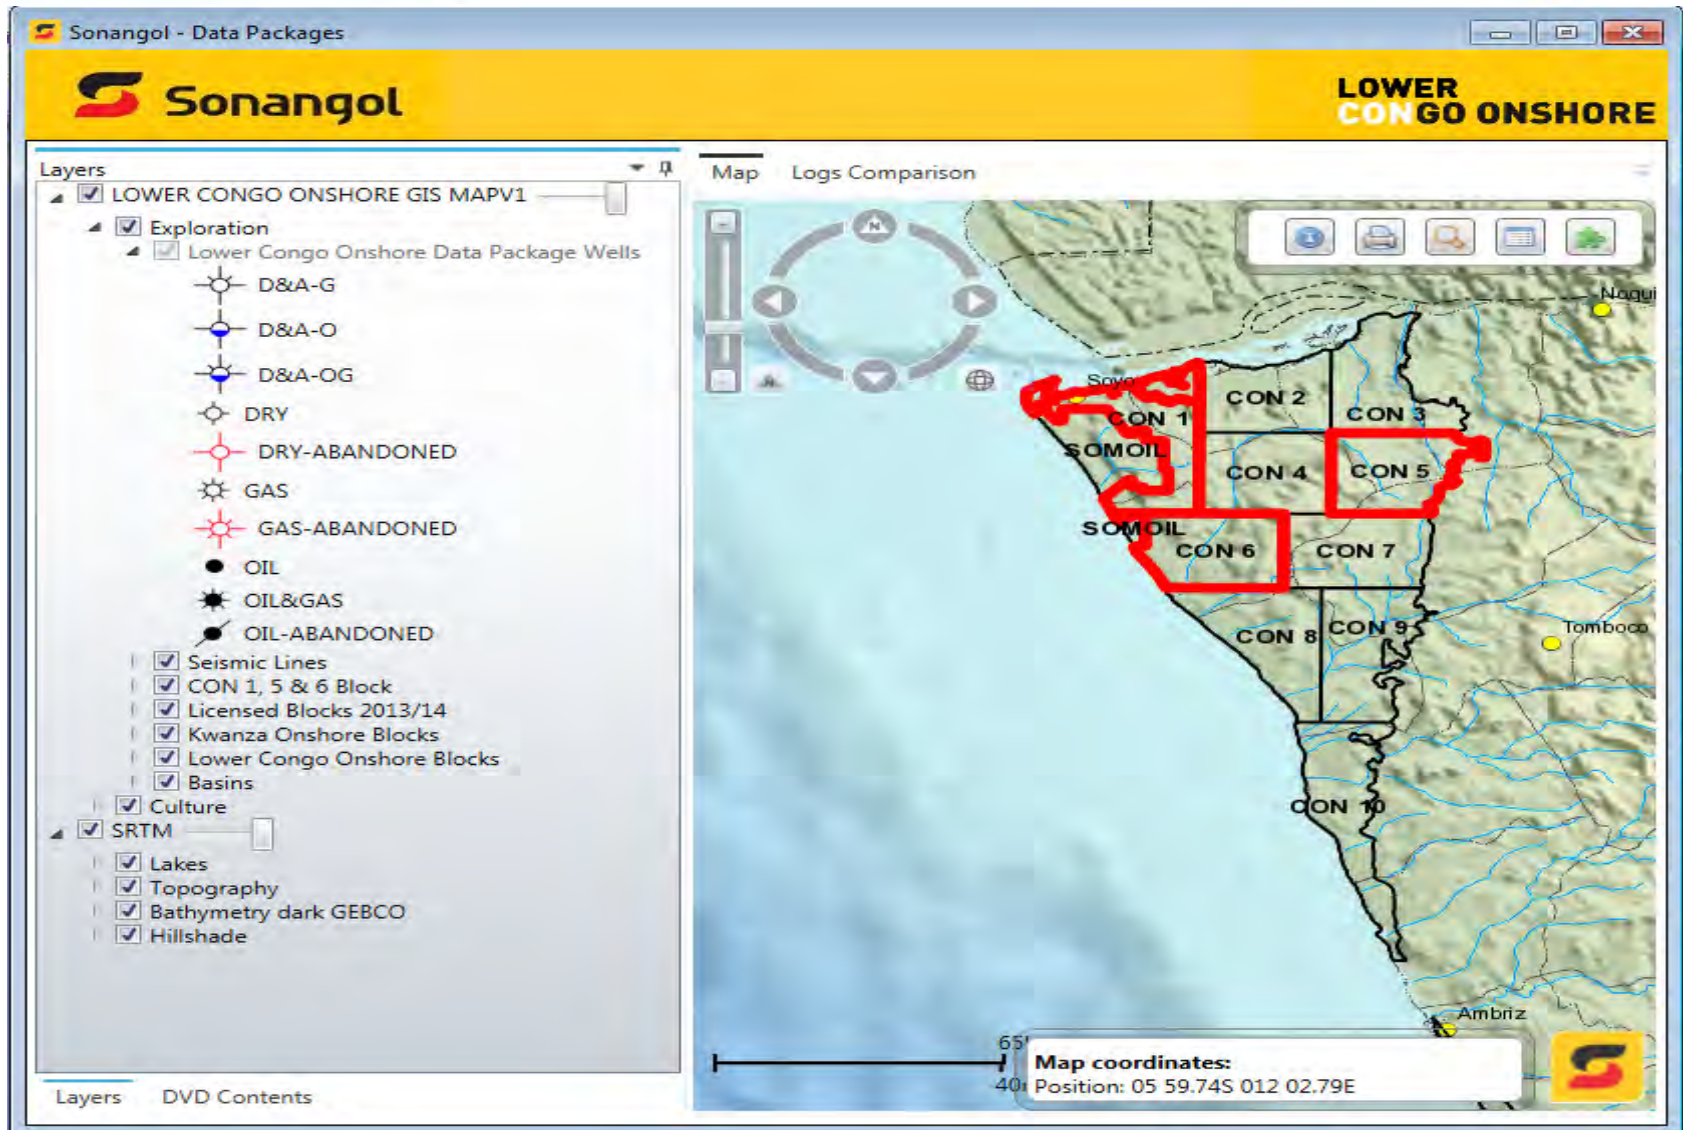 Sonangol - Data Packages
Sonangol
LOWER
CONGO ONSHORE
Layers
LOWER CONGO ONSHORE GIS MAPV1
Exploration
Lower Congo Onshore Data Package Wells
D&A-G
D&A-O
D&A-OG
DRY
DRY-ABANDONED
GAS
GAS-ABANDONED
OIL
OIL&GAS
OIL-ABANDONED
Seismic Lines
CON 1, 5 & 6 Block
Licensed Blocks 2013/14
Kwanza Onshore Blocks
Lower Congo Onshore Blocks
Basins
Culture
SRTM
Lakes
Topography
Bathymetry dark GEBCO
Hillshade
Layers DVD Contents
Map Logs Comparison
N
Noqui
Soyo
CON 1
CON 2
CON 3
SOMOIL
CON 4
CON 5
SOMOIL
CON 6
CON 7
CON 8
CON 9
Tomboco
CON 10
Ambriz
Map coordinates:
Position: 05 59.74S 012 02.79E